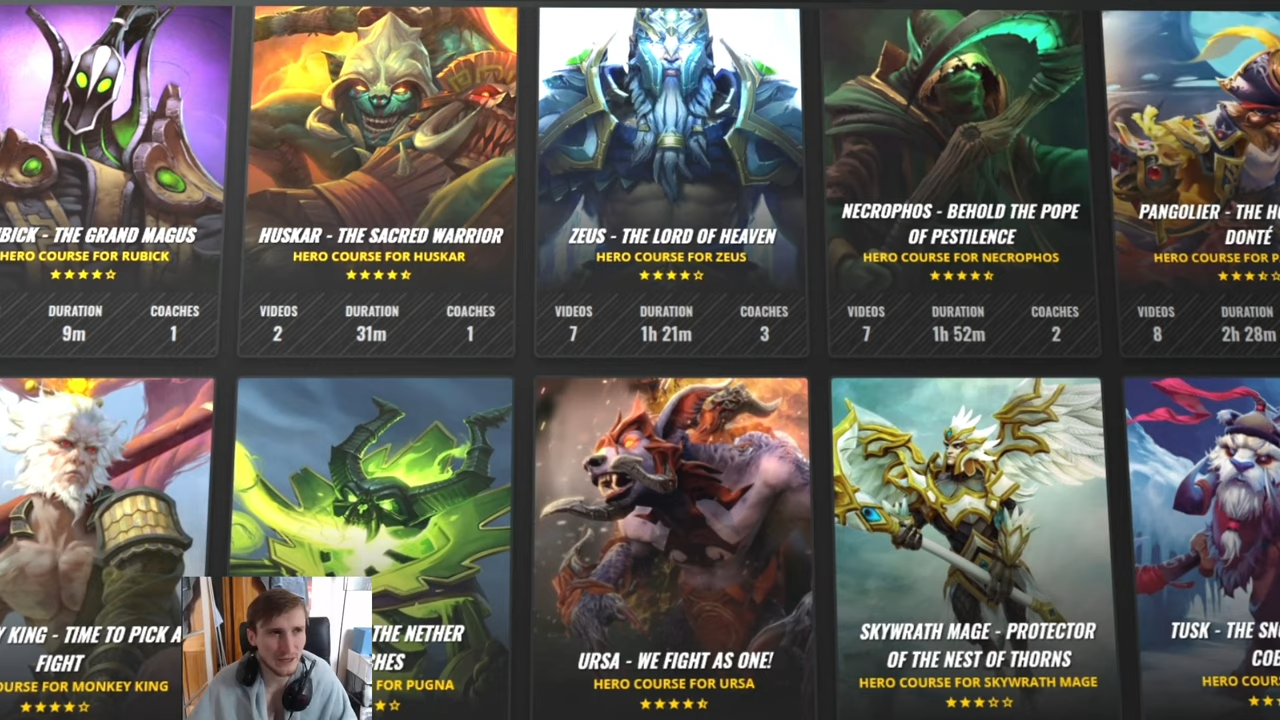 BICK - THE GRAND MAGUS
HERO COURSE FOR RUBICK
DURATION COACHES
9m 1
HUSKAR - THE SACRED WARRIOR
HERO COURSE FOR HUSKAR
VIDEOS DURATION COACHES
2 31m 1
ZEUS - THE LORD OF HEAVEN
HERO COURSE FOR ZEUS
VIDEOS DURATION COACHES
7 1h 21m 3
NECROPHOS - BEHOLD THE POPE
OF PESTILENCE
HERO COURSE FOR NECROPHOS
VIDEOS DURATION COACHES
7 1h 52m 2
PANGOLIER - THE H
DONTÉ
HERO COURSE FOR P
VIDEOS DURATION
8 2h 28m
Y KING - TIME TO PICK A
FIGHT
OURSE FOR MONKEY KING
THE NETHER
HES
FOR PUGNA
URSA - WE FIGHT AS ONE!
HERO COURSE FOR URSA
SKYWRATH MAGE - PROTECTOR
OF THE NEST OF THORNS
HERO COURSE FOR SKYWRATH MAGE
TUSK - THE SN
CO
HERO COURS